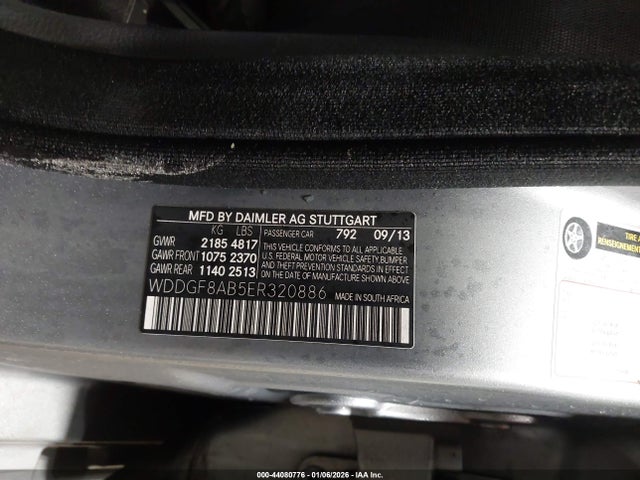 MFD BY DAIMLER AG STUTTGART
KG LBS PASSENGER CAR 792 09/13
GVWR 2185 4817
GAWR FRONT 1075 2370
GAWR REAR 1140 2513
THIS VEHICLE CONFORMS TO ALL APPLICABLE
U.S. FEDERAL MOTOR VEHICLE SAFETY, BUMPER
AND THEFT PREVENTION STANDARDS IN EFFECT
ON THE DATE OF MANUFACTURE SHOWN ABOVE.
WDDGF8AB5ER320886 MADE IN SOUTH AFRICA
TI
RENSEIGNEMEN
000-44080776 - 01/06/2026 - IAA Inc.